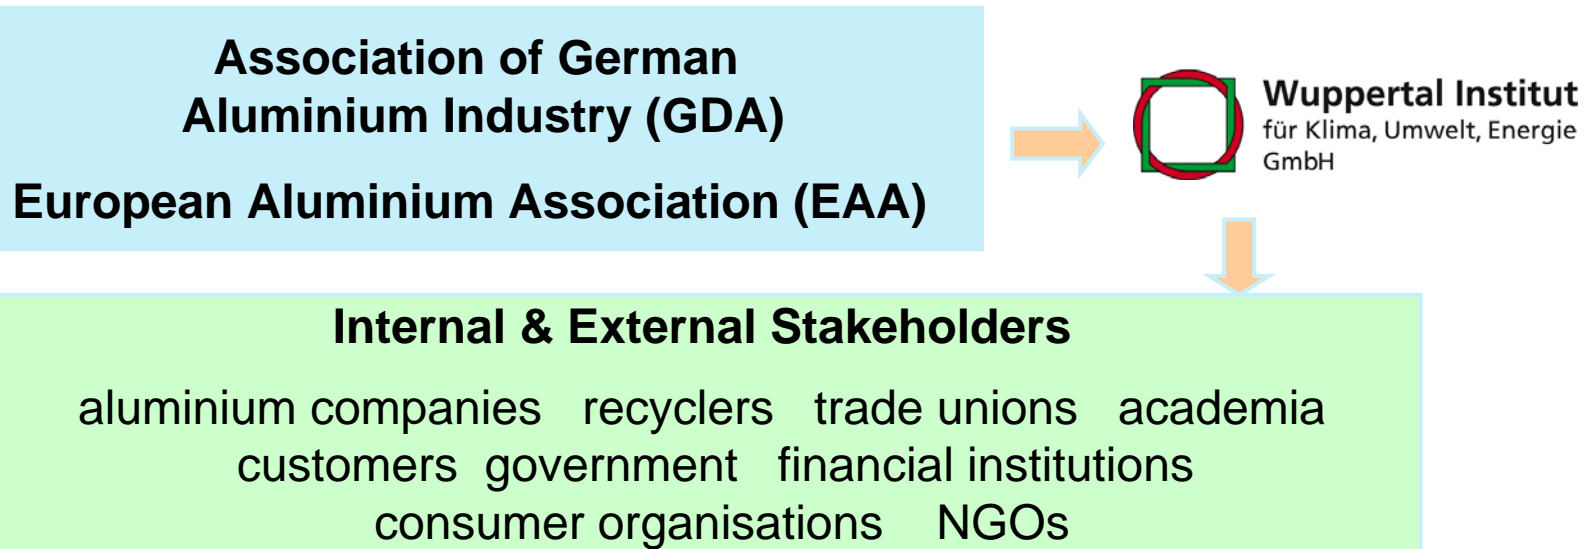 Association of German
Aluminium Industry (GDA)
European Aluminium Association (EAA)
Wuppertal Institut
für Klima, Umwelt, Energie
GmbH
Internal & External Stakeholders
aluminium companies recyclers trade unions academia
customers government financial institutions
consumer organisations NGOs